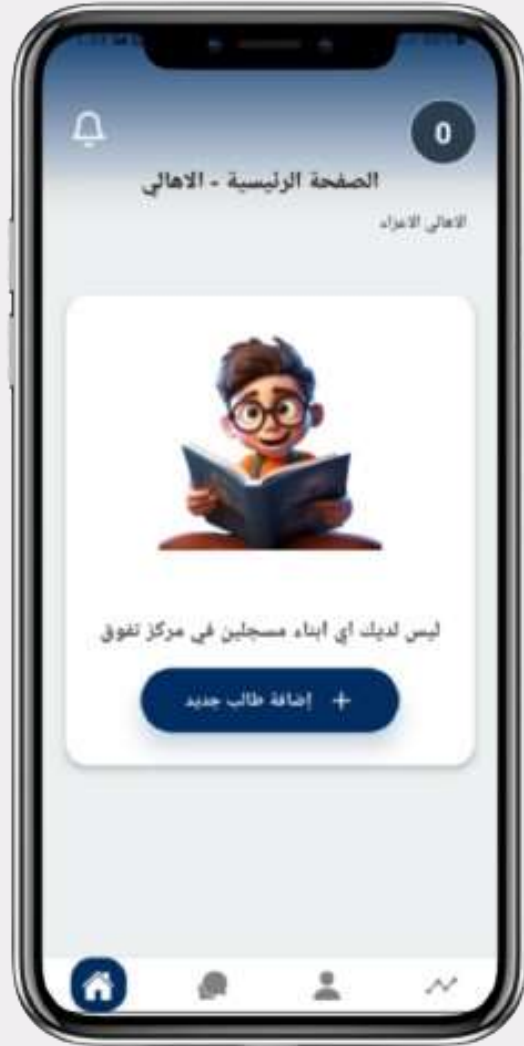 0
الصفحة الرئيسية - الاهالي
الاهالي الاعزاء
ليس لديك اي ابناء مسجلين في مركز تفوق
+ إضافة طالب جديد